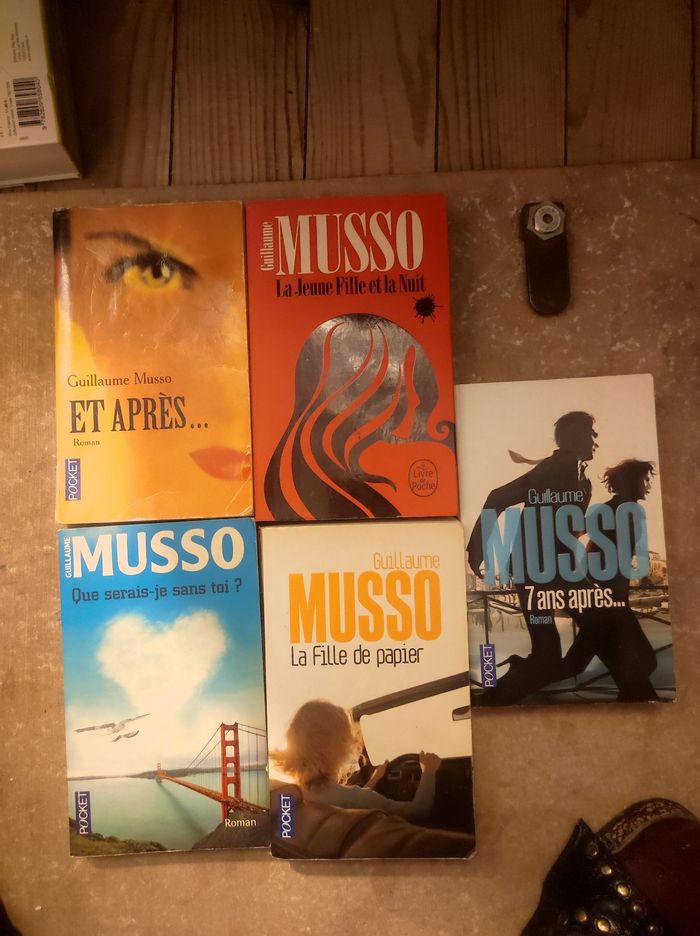 Guillaume Musso
ET APRÈS...
Roman
POCKET
Guillaume
MUSSO
La Jeune Fille et la Nuit
Le Livre de Poche
GUILLAUME
MUSSO
Que serais-je sans toi ?
POCKET
Roman
Guillaume
MUSSO
La Fille de papier
POCKET
Guillaume
MUSSO
7 ans après...
Roman
POCKET